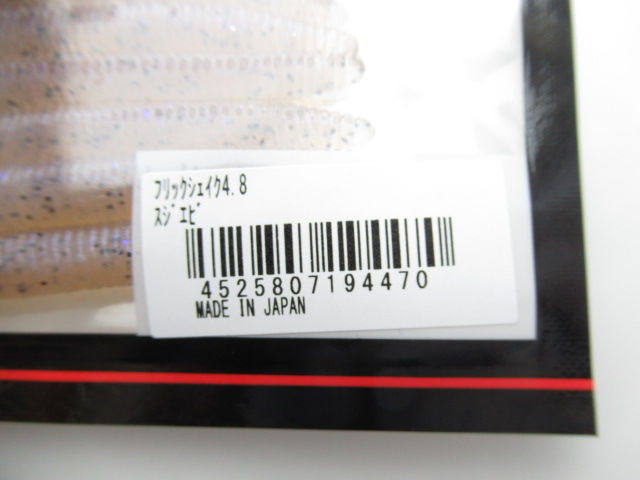 ﾌﾘｯｸｼｪｲｸ4.8
ｽｼﾞｴﾋﾞ
4525807194470
MADE IN JAPAN